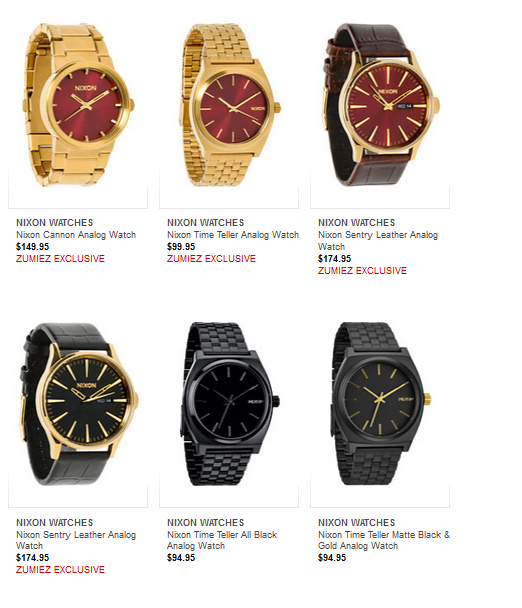 NIXON
NIXON
NIXON
WED 14
NIXON WATCHES
Nixon Cannon Analog Watch
$149.95
ZUMIEZ EXCLUSIVE
NIXON WATCHES
Nixon Time Teller Analog Watch
$99.95
ZUMIEZ EXCLUSIVE
NIXON WATCHES
Nixon Sentry Leather Analog
Watch
$174.95
ZUMIEZ EXCLUSIVE
NIXON
NIXON
NIXON WATCHES
Nixon Sentry Leather Analog
Watch
$174.95
ZUMIEZ EXCLUSIVE
NIXON WATCHES
Nixon Time Teller All Black
Analog Watch
$94.95
NIXON WATCHES
Nixon Time Teller Matte Black &
Gold Analog Watch
$94.95